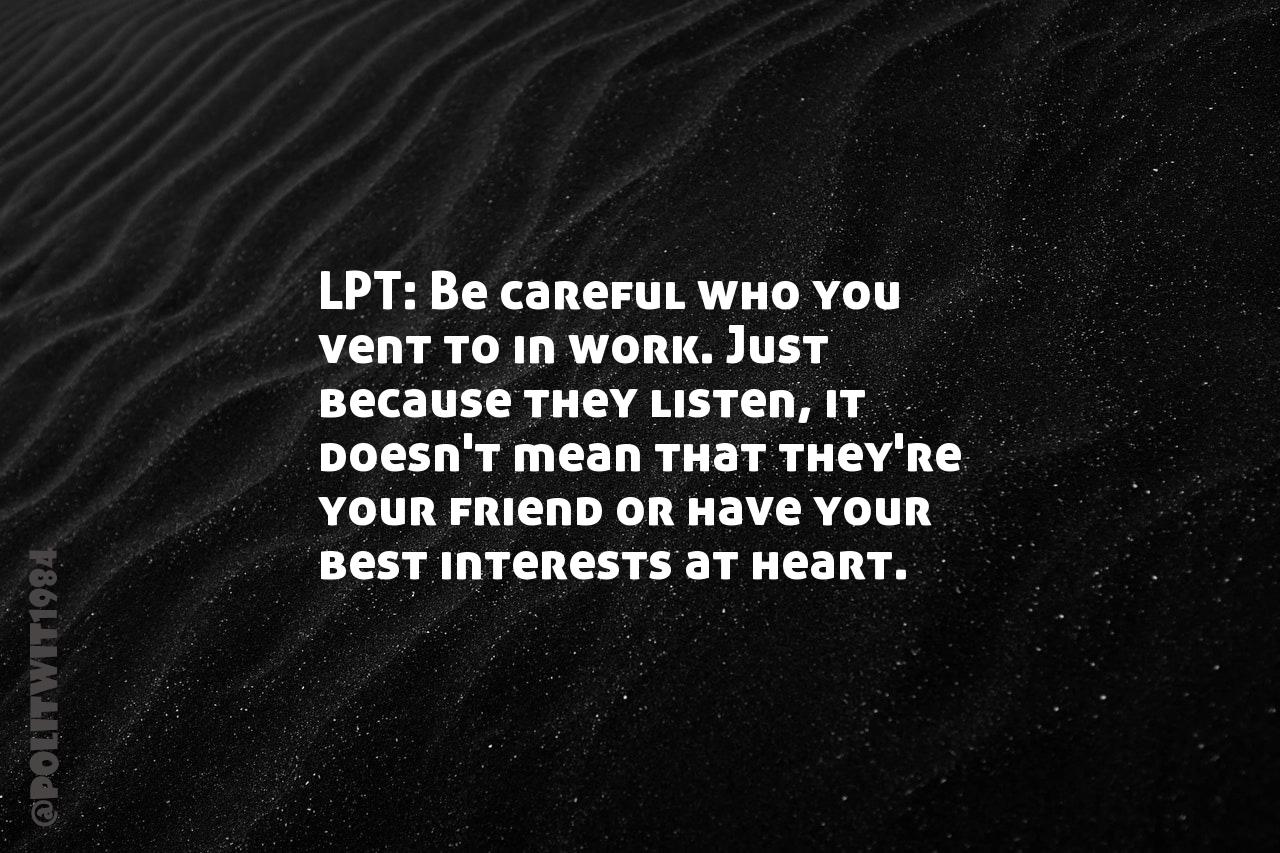 LPT: Be careful who you
vent to in work. Just
because they listen, it
doesn't mean that they're
your friend or have your
best interests at heart.
@POLITWIT1984